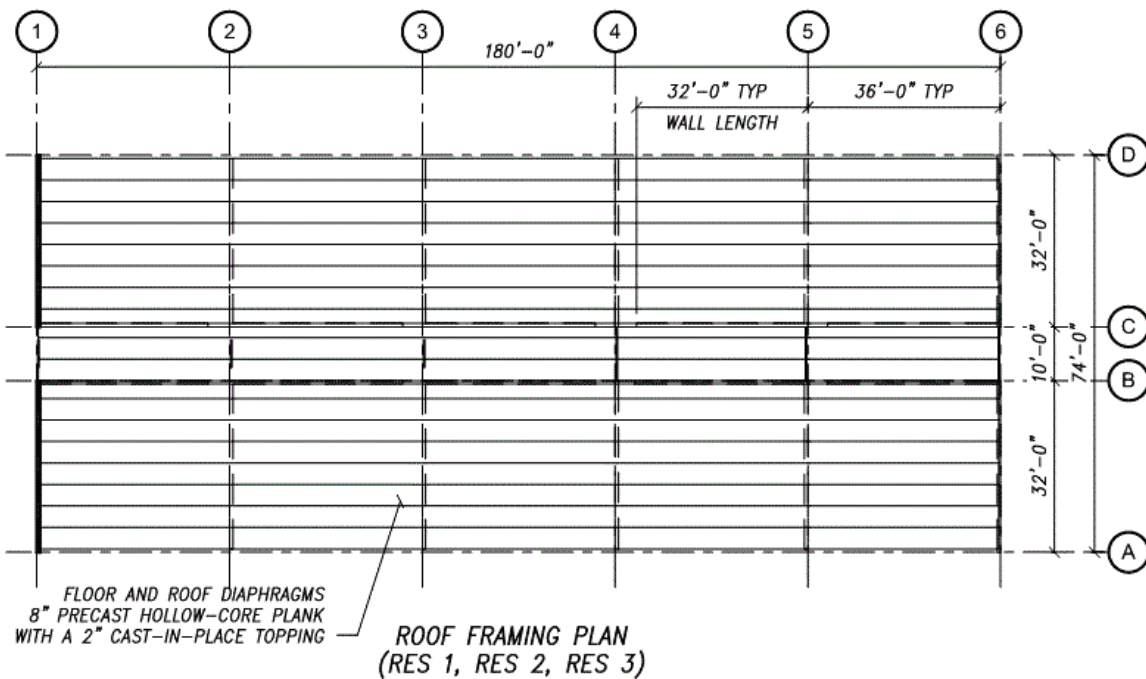 1 2 3 4 5 6
180'-0"
32'-0" TYP
36'-0" TYP
WALL LENGTH
D
32'-0"
C
10'-0"
74'-0"
B
32'-0"
A
FLOOR AND ROOF DIAPHRAGMS
8" PRECAST HOLLOW-CORE PLANK
WITH A 2" CAST-IN-PLACE TOPPING
ROOF FRAMING PLAN
(RES 1, RES 2, RES 3)